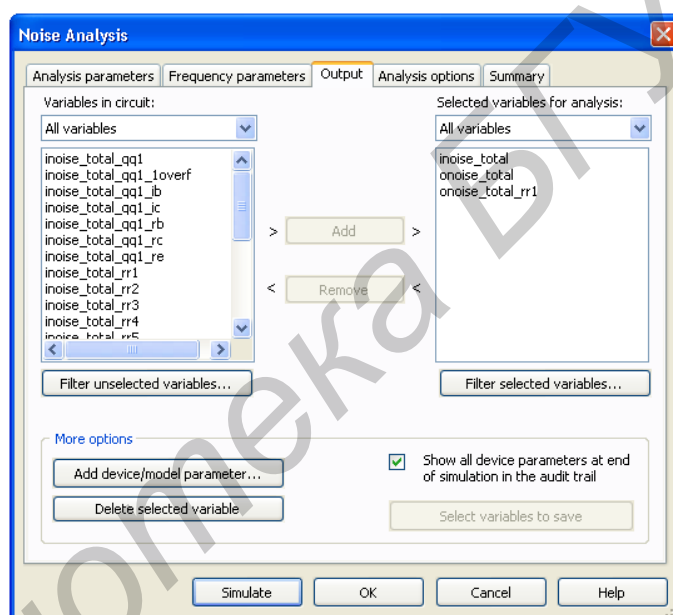 Noise Analysis
Analysis parameters Frequency parameters Output Analysis options Summary
Variables in circuit:
All variables
inoise_total_qq1
inoise_total_qq1_1overf
inoise_total_qq1_ib
inoise_total_qq1_ic
inoise_total_qq1_rb
inoise_total_qq1_rc
inoise_total_qq1_re
inoise_total_rr1
inoise_total_rr2
inoise_total_rr3
inoise_total_rr4
inoise_total_rr5
Filter unselected variables...
> Add >
< Remove <
Selected variables for analysis:
All variables
inoise_total
onoise_total
onoise_total_rr1
Filter selected variables...
More options
Add device/model parameter...
Delete selected variable
Show all device parameters at end
of simulation in the audit trail
Select variables to save
Simulate OK Cancel Help
отека БГУ